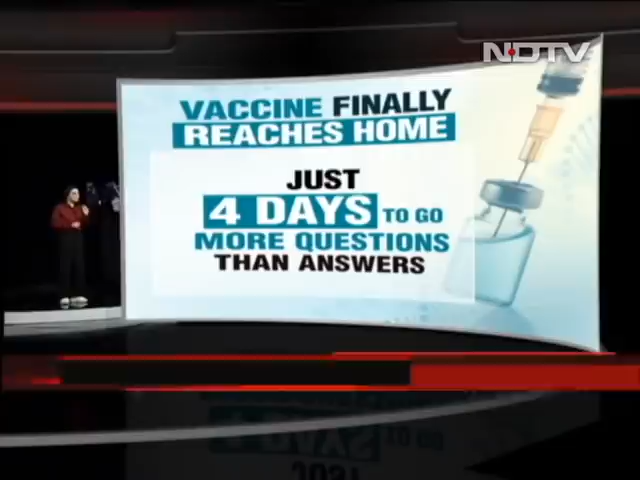 NDTV
VACCINE FINALLY
REACHES HOME
JUST
4 DAYS TO GO
MORE QUESTIONS
THAN ANSWERS